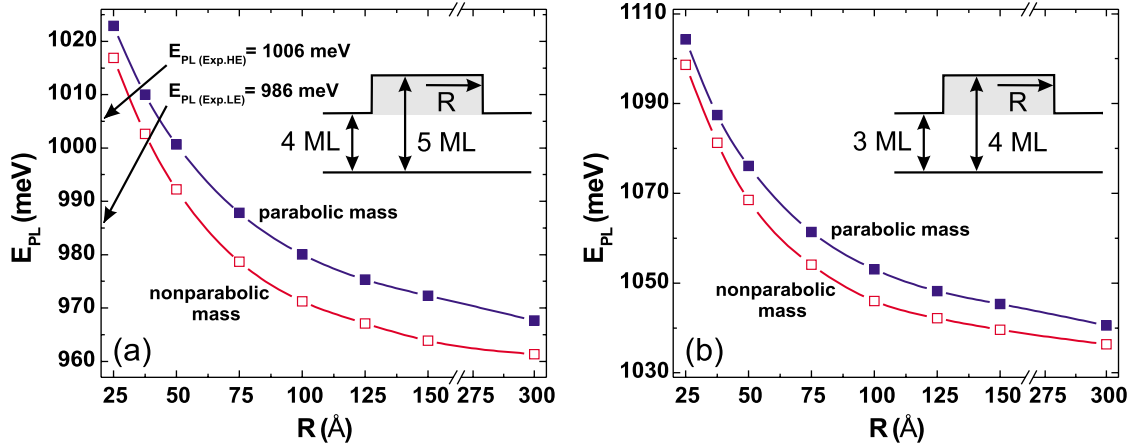 1020
1010
1000
990
980
970
960
E_PL (meV)
E_PL (Exp.HE) = 1006 meV
E_PL (Exp.LE) = 986 meV
R
4 ML
5 ML
parabolic mass
nonparabolic
mass
(a)
25 50 75 100 125 150 275 300
R (Å)
1110
1090
1070
1050
1030
E_PL (meV)
R
3 ML
4 ML
parabolic mass
nonparabolic
mass
(b)
25 50 75 100 125 150 275 300
R (Å)